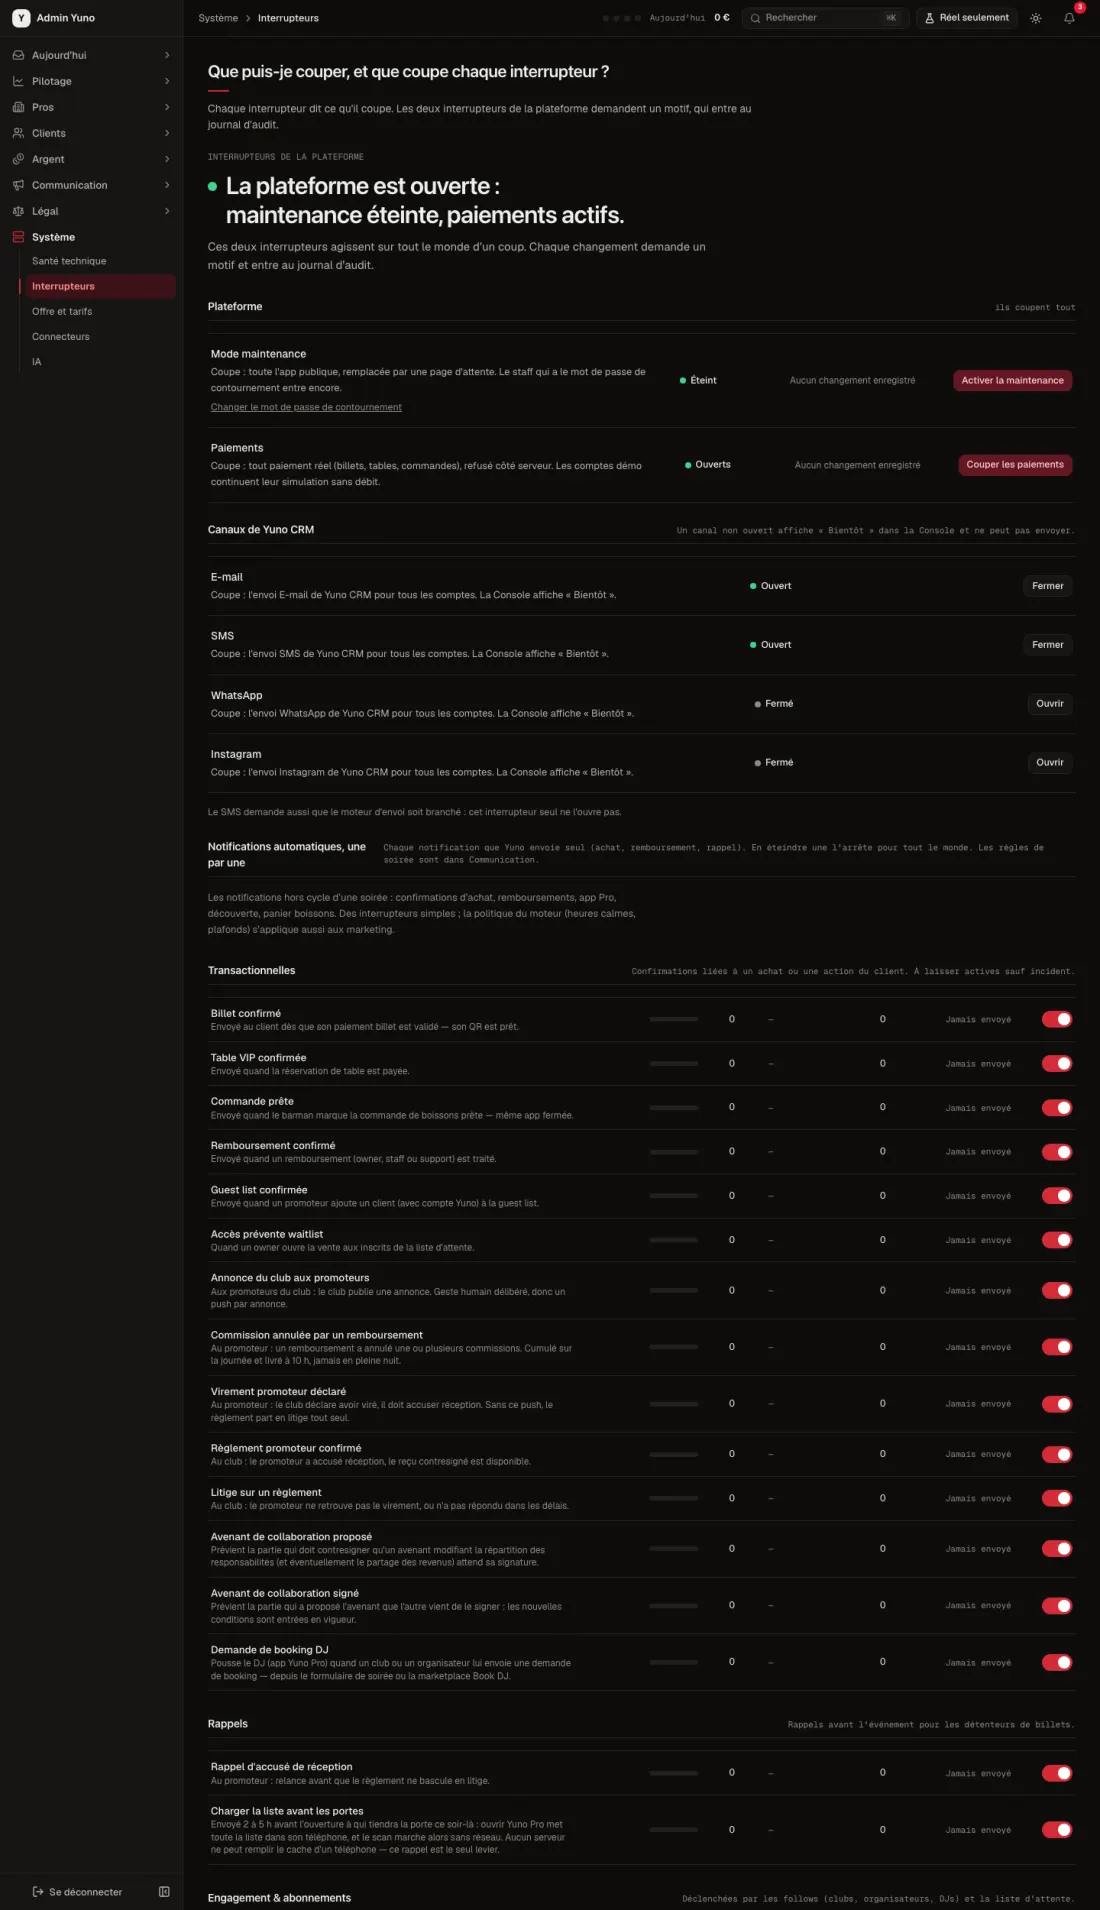 Y Admin Yuno
Système > Interrupteurs
Aujourd'hui 0 €
Rechercher ⌘K
Réel seulement
3
Aujourd'hui
Pilotage
Pros
Clients
Argent
Communication
Légal
Système
Santé technique
Interrupteurs
Offre et tarifs
Connecteurs
IA
Que puis-je couper, et que coupe chaque interrupteur ?
Chaque interrupteur dit ce qu'il coupe. Les deux interrupteurs de la plateforme demandent un motif, qui entre au
journal d'audit.
INTERRUPTEURS DE LA PLATEFORME
La plateforme est ouverte :
maintenance éteinte, paiements actifs.
Ces deux interrupteurs agissent sur tout le monde d'un coup. Chaque changement demande un
motif et entre au journal d'audit.
Plateforme
ils coupent tout
Mode maintenance
Coupe : toute l'app publique, remplacée par une page d'attente. Le staff qui a le mot de passe de
contournement entre encore.
Changer le mot de passe de contournement
Éteint
Aucun changement enregistré
Activer la maintenance
Paiements
Coupe : tout paiement réel (billets, tables, commandes), refusé côté serveur. Les comptes démo
continuent leur simulation sans débit.
Ouverts
Aucun changement enregistré
Couper les paiements
Canaux de Yuno CRM
Un canal non ouvert affiche « Bientôt » dans la Console et ne peut pas envoyer.
E-mail
Coupe : l'envoi E-mail de Yuno CRM pour tous les comptes. La Console affiche « Bientôt ».
Ouvert
Fermer
SMS
Coupe : l'envoi SMS de Yuno CRM pour tous les comptes. La Console affiche « Bientôt ».
Ouvert
Fermer
WhatsApp
Coupe : l'envoi WhatsApp de Yuno CRM pour tous les comptes. La Console affiche « Bientôt ».
Fermé
Ouvrir
Instagram
Coupe : l'envoi Instagram de Yuno CRM pour tous les comptes. La Console affiche « Bientôt ».
Fermé
Ouvrir
Le SMS demande aussi que le moteur d'envoi soit branché : cet interrupteur seul ne l'ouvre pas.
Notifications automatiques, une
par une
Chaque notification que Yuno envoie seul (achat, remboursement, rappel). En éteindre une l'arrête pour tout le monde. Les règles de
soirée sont dans Communication.
Les notifications hors cycle d'une soirée : confirmations d'achat, remboursements, app Pro,
découverte, panier boissons. Des interrupteurs simples ; la politique du moteur (heures calmes,
plafonds) s'applique aussi aux marketing.
Transactionnelles
Confirmations liées à un achat ou une action du client. À laisser actives sauf incident.
Billet confirmé
Envoyé au client dès que son paiement billet est validé — son QR est prêt.
0 – 0 Jamais envoyé
Table VIP confirmée
Envoyé quand la réservation de table est payée.
0 – 0 Jamais envoyé
Commande prête
Envoyé quand le barman marque la commande de boissons prête — même app fermée.
0 – 0 Jamais envoyé
Remboursement confirmé
Envoyé quand un remboursement (owner, staff ou support) est traité.
0 – 0 Jamais envoyé
Guest list confirmée
Envoyé quand un promoteur ajoute un client (avec compte Yuno) à la guest list.
0 – 0 Jamais envoyé
Accès prévente waitlist
Quand un owner ouvre la vente aux inscrits de la liste d'attente.
0 – 0 Jamais envoyé
Annonce du club aux promoteurs
Aux promoteurs du club : le club publie une annonce. Geste humain délibéré, donc un
push par annonce.
0 – 0 Jamais envoyé
Commission annulée par un remboursement
Au promoteur : un remboursement a annulé une ou plusieurs commissions. Cumulé sur
la journée et livré à 10 h, jamais en pleine nuit.
0 – 0 Jamais envoyé
Virement promoteur déclaré
Au promoteur : le club déclare avoir viré, il doit accuser réception. Sans ce push, le
règlement part en litige tout seul.
0 – 0 Jamais envoyé
Règlement promoteur confirmé
Au club : le promoteur a accusé réception, le reçu contresigné est disponible.
0 – 0 Jamais envoyé
Litige sur un règlement
Au club : le promoteur ne retrouve pas le virement, ou n'a pas répondu dans les délais.
0 – 0 Jamais envoyé
Avenant de collaboration proposé
Prévient la partie qui doit contresigner qu'un avenant modifiant la répartition des
responsabilités (et éventuellement le partage des revenus) attend sa signature.
0 – 0 Jamais envoyé
Avenant de collaboration signé
Prévient la partie qui a proposé l'avenant que l'autre vient de le signer : les nouvelles
conditions sont entrées en vigueur.
0 – 0 Jamais envoyé
Demande de booking DJ
Pousse le DJ (app Yuno Pro) quand un club ou un organisateur lui envoie une demande
de booking — depuis le formulaire de soirée ou la marketplace Book DJ.
0 – 0 Jamais envoyé
Rappels
Rappels avant l'événement pour les détenteurs de billets.
Rappel d'accusé de réception
Au promoteur : relance avant que le règlement ne bascule en litige.
0 – 0 Jamais envoyé
Charger la liste avant les portes
Envoyé 2 à 5 h avant l'ouverture à qui tiendra la porte ce soir-là : ouvrir Yuno Pro met
toute la liste dans son téléphone, et le scan marche alors sans réseau. Aucun serveur
ne peut remplir le cache d'un téléphone — ce rappel est le seul levier.
0 – 0 Jamais envoyé
Engagement & abonnements
Déclenchées par les follows (clubs, organisateurs, DJs) et la liste d'attente.
Se déconnecter